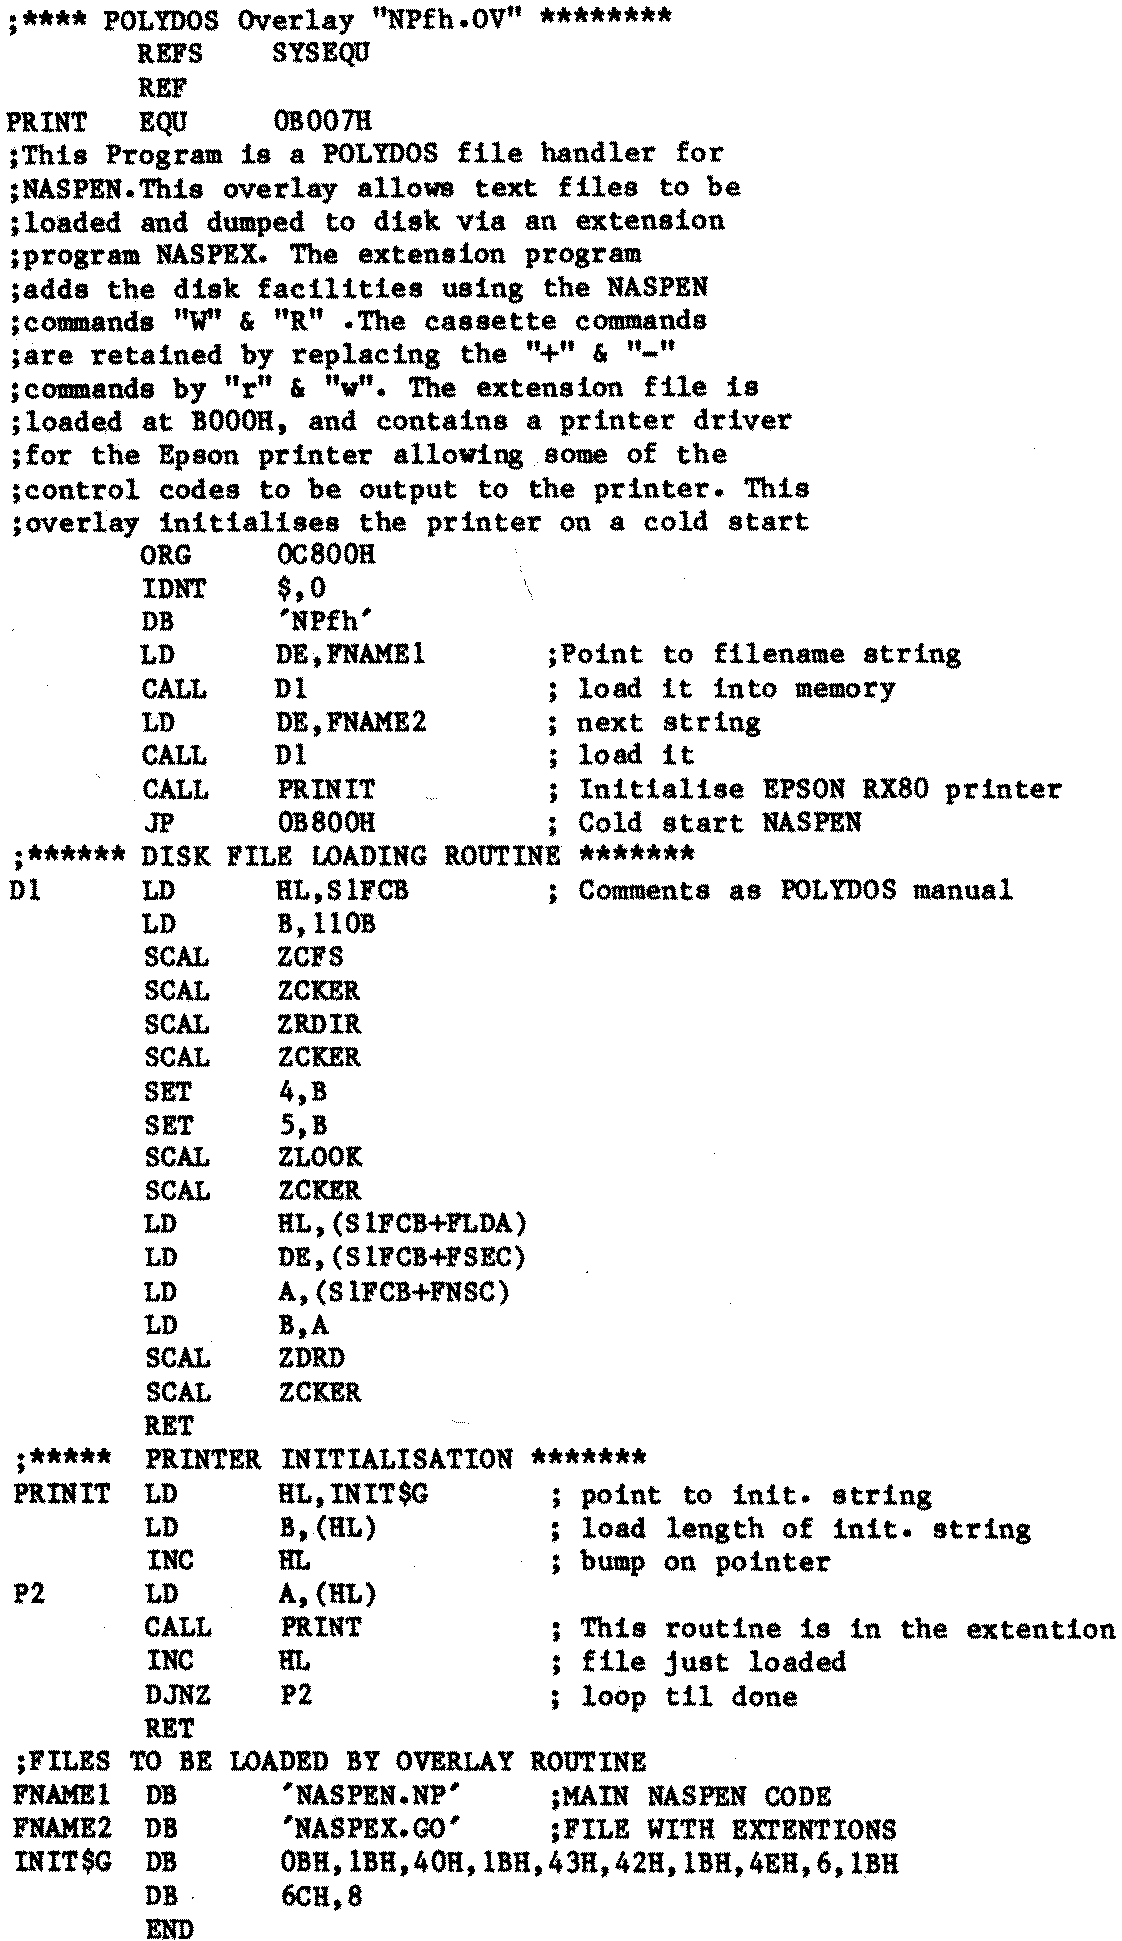 ;**** POLYDOS Overlay "NPfh.OV" ********
        REFS    SYSEQU
        REF
PRINT   EQU     0B007H
;This Program is a POLYDOS file handler for
;NASPEN.This overlay allows text files to be
;loaded and dumped to disk via an extension
;program NASPEX. The extension program
;adds the disk facilities using the NASPEN
;commands "W" & "R" .The cassette commands
;are retained by replacing the "+" & "-"
;commands by "r" & "w". The extension file is
;loaded at B000H, and contains a printer driver
;for the Epson printer allowing some of the
;control codes to be output to the printer. This
;overlay initialises the printer on a cold start
        ORG     0C800H
        IDNT    $,0
        DB      'NPfh'
        LD      DE,FNAME1       ;Point to filename string
        CALL    D1              ; load it into memory
        LD      DE,FNAME2       ; next string
        CALL    D1              ; load it
        CALL    PRINIT          ; Initialise EPSON RX80 printer
        JP      0B800H          ; Cold start NASPEN
;****** DISK FILE LOADING ROUTINE *******
D1      LD      HL,S1FCB        ; Comments as POLYDOS manual
        LD      B,110B
        SCAL    ZCFS
        SCAL    ZCKER
        SCAL    ZRDIR
        SCAL    ZCKER
        SET     4,B
        SET     5,B
        SCAL    ZLOOK
        SCAL    ZCKER
        LD      HL,(S1FCB+FLDA)
        LD      DE,(S1FCB+FSEC)
        LD      A,(S1FCB+FNSC)
        LD      B,A
        SCAL    ZDRD
        SCAL    ZCKER
        RET
;*****  PRINTER INITIALISATION *******
PRINIT  LD      HL,INIT$G       ; point to init. string
        LD      B,(HL)          ; load length of init. string
        INC     HL              ; bump on pointer
P2      LD      A,(HL)
        CALL    PRINT           ; This routine is in the extention
        INC     HL              ; file just loaded
        DJNZ    P2              ; loop til done
        RET
;FILES TO BE LOADED BY OVERLAY ROUTINE
FNAME1  DB      'NASPEN.NP'     ;MAIN NASPEN CODE
FNAME2  DB      'NASPEX.GO'     ;FILE WITH EXTENTIONS
INIT$G  DB      0BH,1BH,40H,1BH,43H,42H,1BH,4EH,6,1BH
        DB      6CH,8
        END